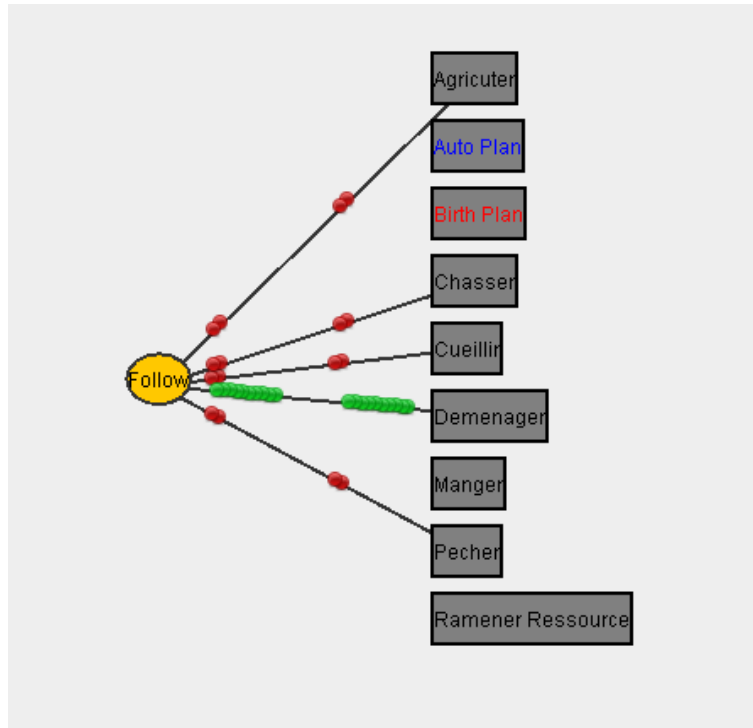 Agricuter
Auto Plan
Birth Plan
Chasser
Cueillir
Follow
Demenager
Manger
Pecher
Ramener Ressource